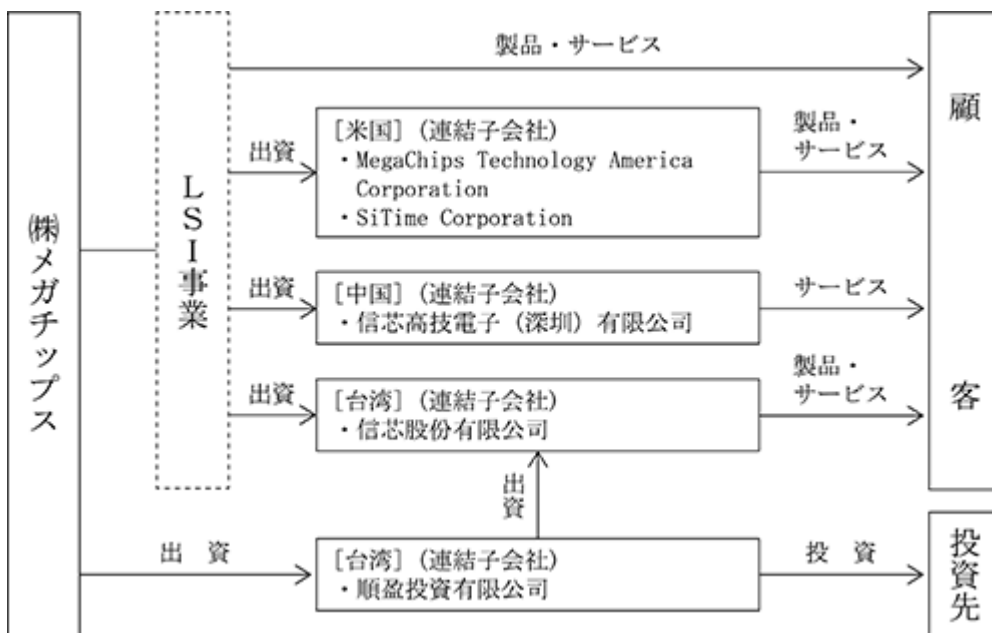 ㈱メガチップス
LSI事業
製品・サービス
出資
[米国] (連結子会社)
・MegaChips Technology America
Corporation
・SiTime Corporation
製品・
サービス
出資
[中国] (連結子会社)
・信芯高技電子（深圳）有限公司
サービス
出資
[台湾] (連結子会社)
・信芯股份有限公司
製品・
サービス
出資
出 資
[台湾] (連結子会社)
・順盈投資有限公司
投 資
顧 客
投資先